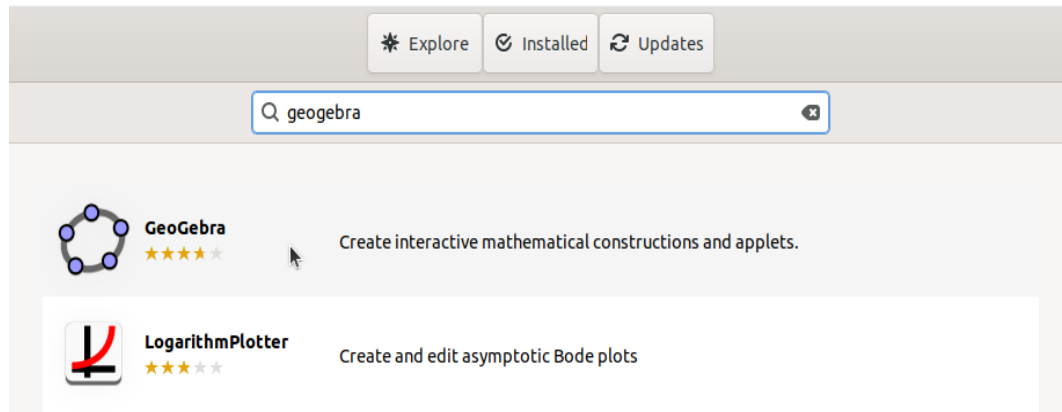 Explore Installed Updates
geogebra
GeoGebra
Create interactive mathematical constructions and applets.
LogarithmPlotter
Create and edit asymptotic Bode plots